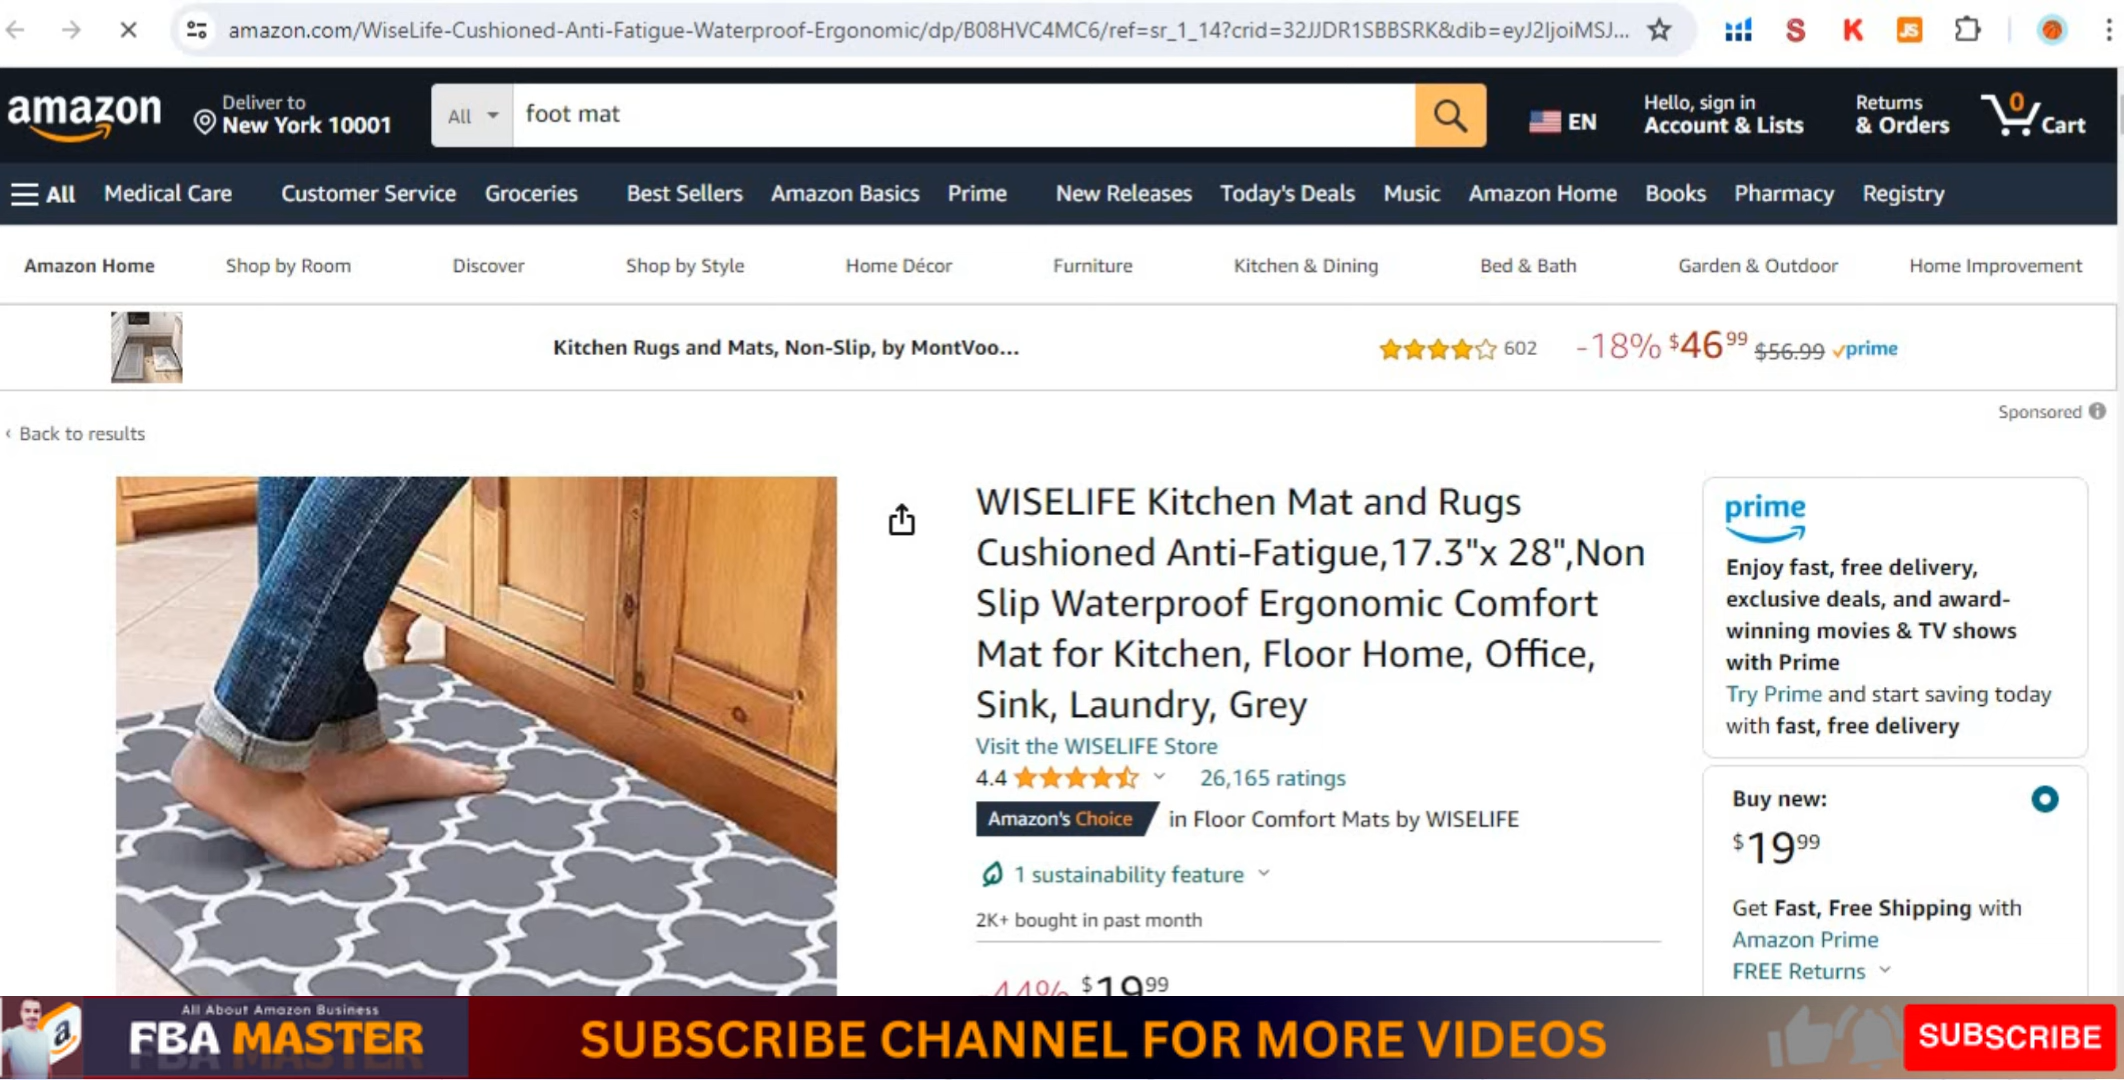 amazon.com/WiseLife-Cushioned-Anti-Fatigue-Waterproof-Ergonomic/dp/B08HVC4MC6/ref=sr_1_14?crid=32JJDR1SBBSRK&dib=eyJ2IjoiMSJ...
S
K
JS
amazon
Deliver to
New York 10001
All
foot mat
EN
Hello, sign in
Account & Lists
Returns
& Orders
0
Cart
All Medical Care Customer Service Groceries Best Sellers Amazon Basics Prime New Releases Today's Deals Music Amazon Home Books Pharmacy Registry
Amazon Home Shop by Room Discover Shop by Style Home Décor Furniture Kitchen & Dining Bed & Bath Garden & Outdoor Home Improvement
Kitchen Rugs and Mats, Non-Slip, by MontVoo... 602 -18% $46 99 $56.99 prime
Sponsored
‹ Back to results
WISELIFE Kitchen Mat and Rugs
Cushioned Anti-Fatigue,17.3"x 28",Non
Slip Waterproof Ergonomic Comfort
Mat for Kitchen, Floor Home, Office,
Sink, Laundry, Grey
Visit the WISELIFE Store
4.4 26,165 ratings
Amazon's Choice in Floor Comfort Mats by WISELIFE
1 sustainability feature
2K+ bought in past month
-44% $19 99
prime
Enjoy fast, free delivery,
exclusive deals, and award-
winning movies & TV shows
with Prime
Try Prime and start saving today
with fast, free delivery
Buy new:
$19 99
Get Fast, Free Shipping with
Amazon Prime
FREE Returns
a
All About Amazon Business
FBA MASTER
SUBSCRIBE CHANNEL FOR MORE VIDEOS
SUBSCRIBE